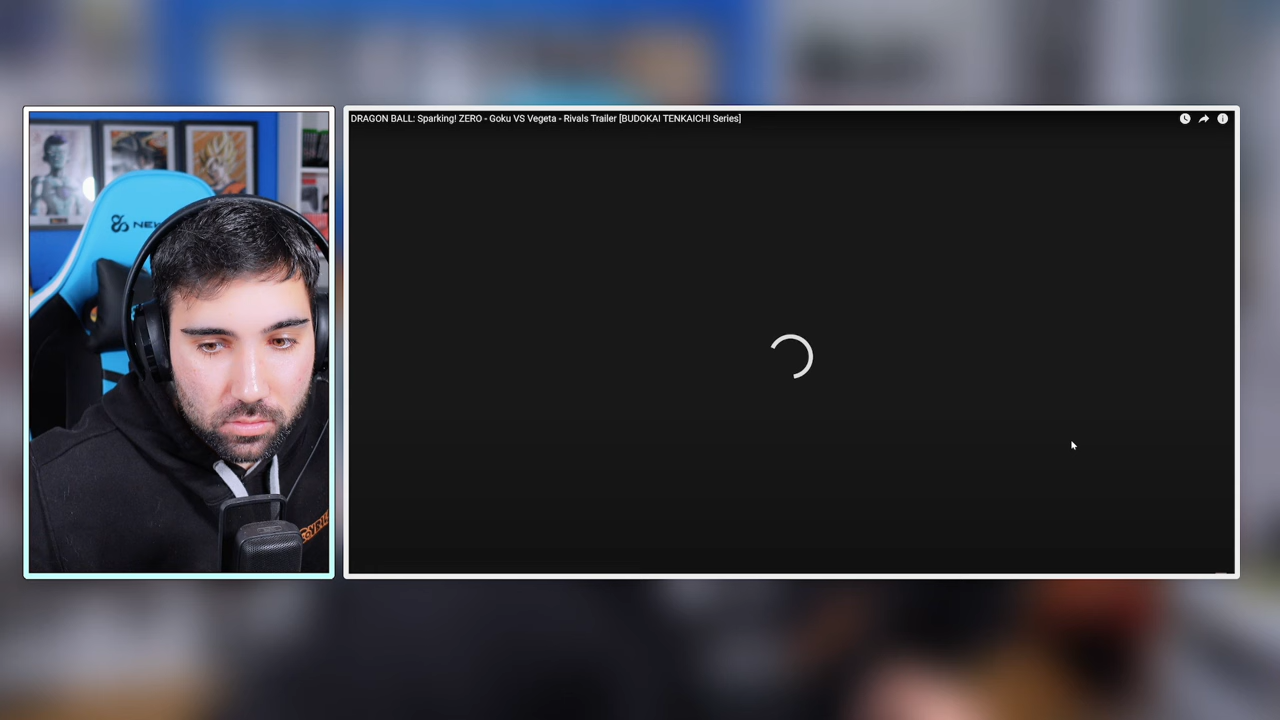 DRAGON BALL: Sparking! ZERO - Goku VS Vegeta - Rivals Trailer [BUDOKAI TENKAICHI Series]